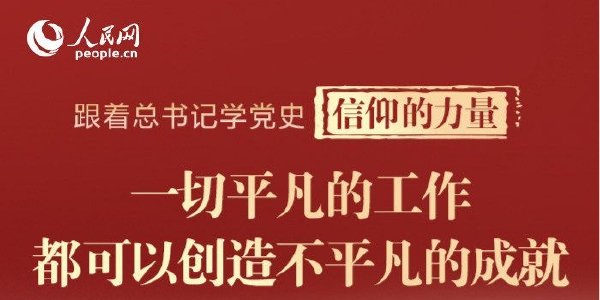 人民网
people.cn
跟着总书记学党史 信仰的力量
一切平凡的工作
都可以创造不平凡的成就